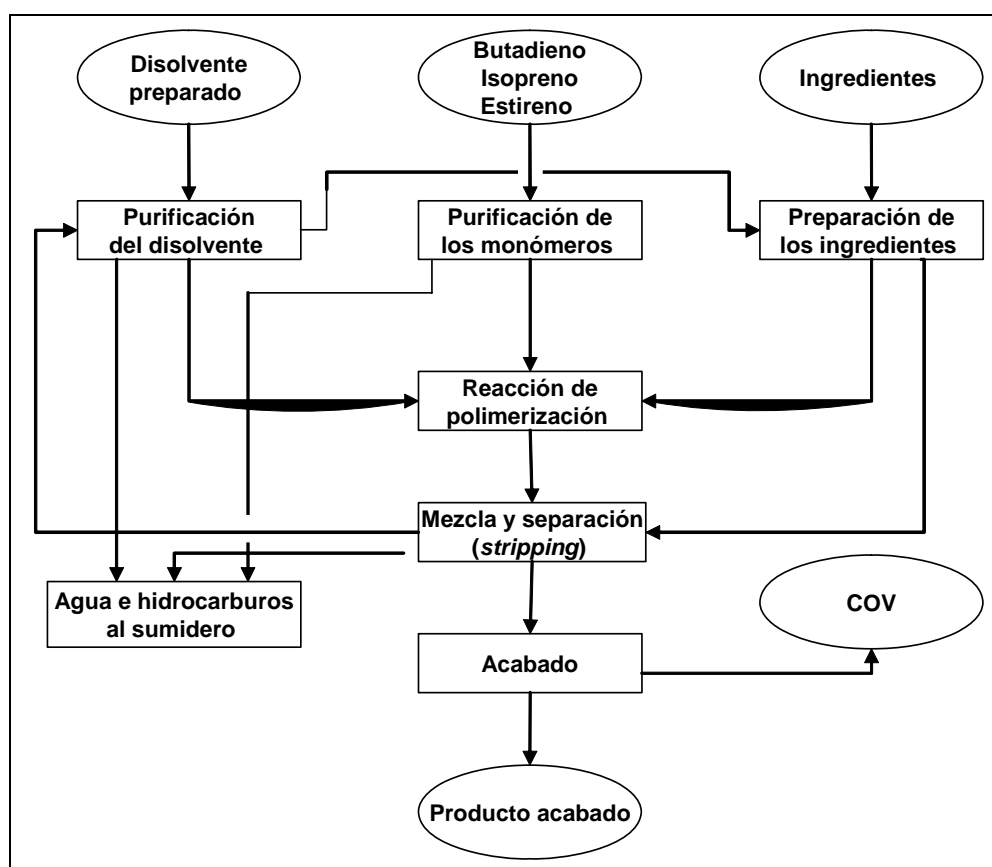 Disolvente
preparado
Butadieno
Isopreno
Estireno
Ingredientes
Purificación
del disolvente
Purificación de
los monómeros
Preparación de
los ingredientes
Reacción de
polimerización
Mezcla y separación
(stripping)
Agua e hidrocarburos
al sumidero
COV
Acabado
Producto acabado